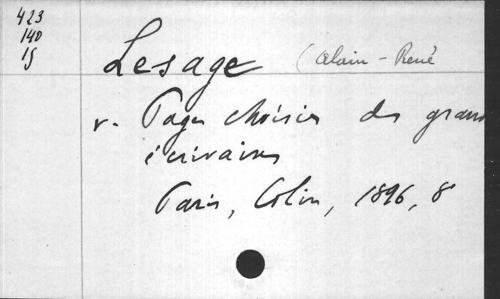 423
140
15
Lesage (Alain-René
v. Pages choisies des grands
écrivains
Paris, Colin, 1896, 8°